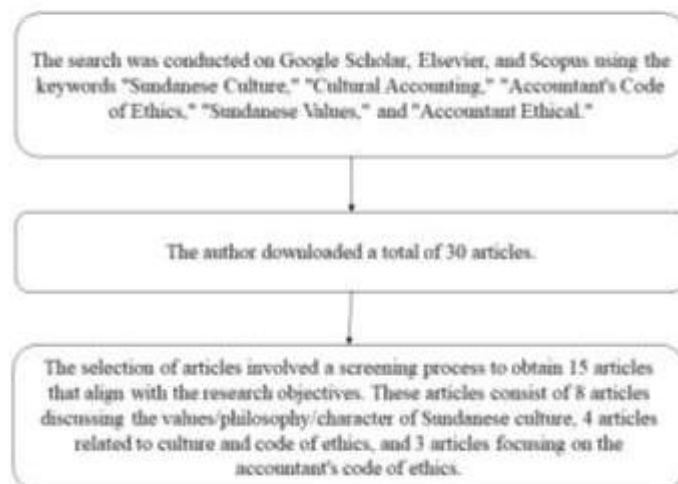 The search was conducted on Google Scholar, Elsevier, and Scopus using the
keywords "Sundanese Culture," "Cultural Accounting," "Accountant's Code
of Ethics," "Sundanese Values," and "Accountant Ethical."
The author downloaded a total of 30 articles.
The selection of articles involved a screening process to obtain 15 articles
that align with the research objectives. These articles consist of 8 articles
discussing the values/philosophy/character of Sundanese culture, 4 articles
related to culture and code of ethics, and 3 articles focusing on the
accountant's code of ethics.